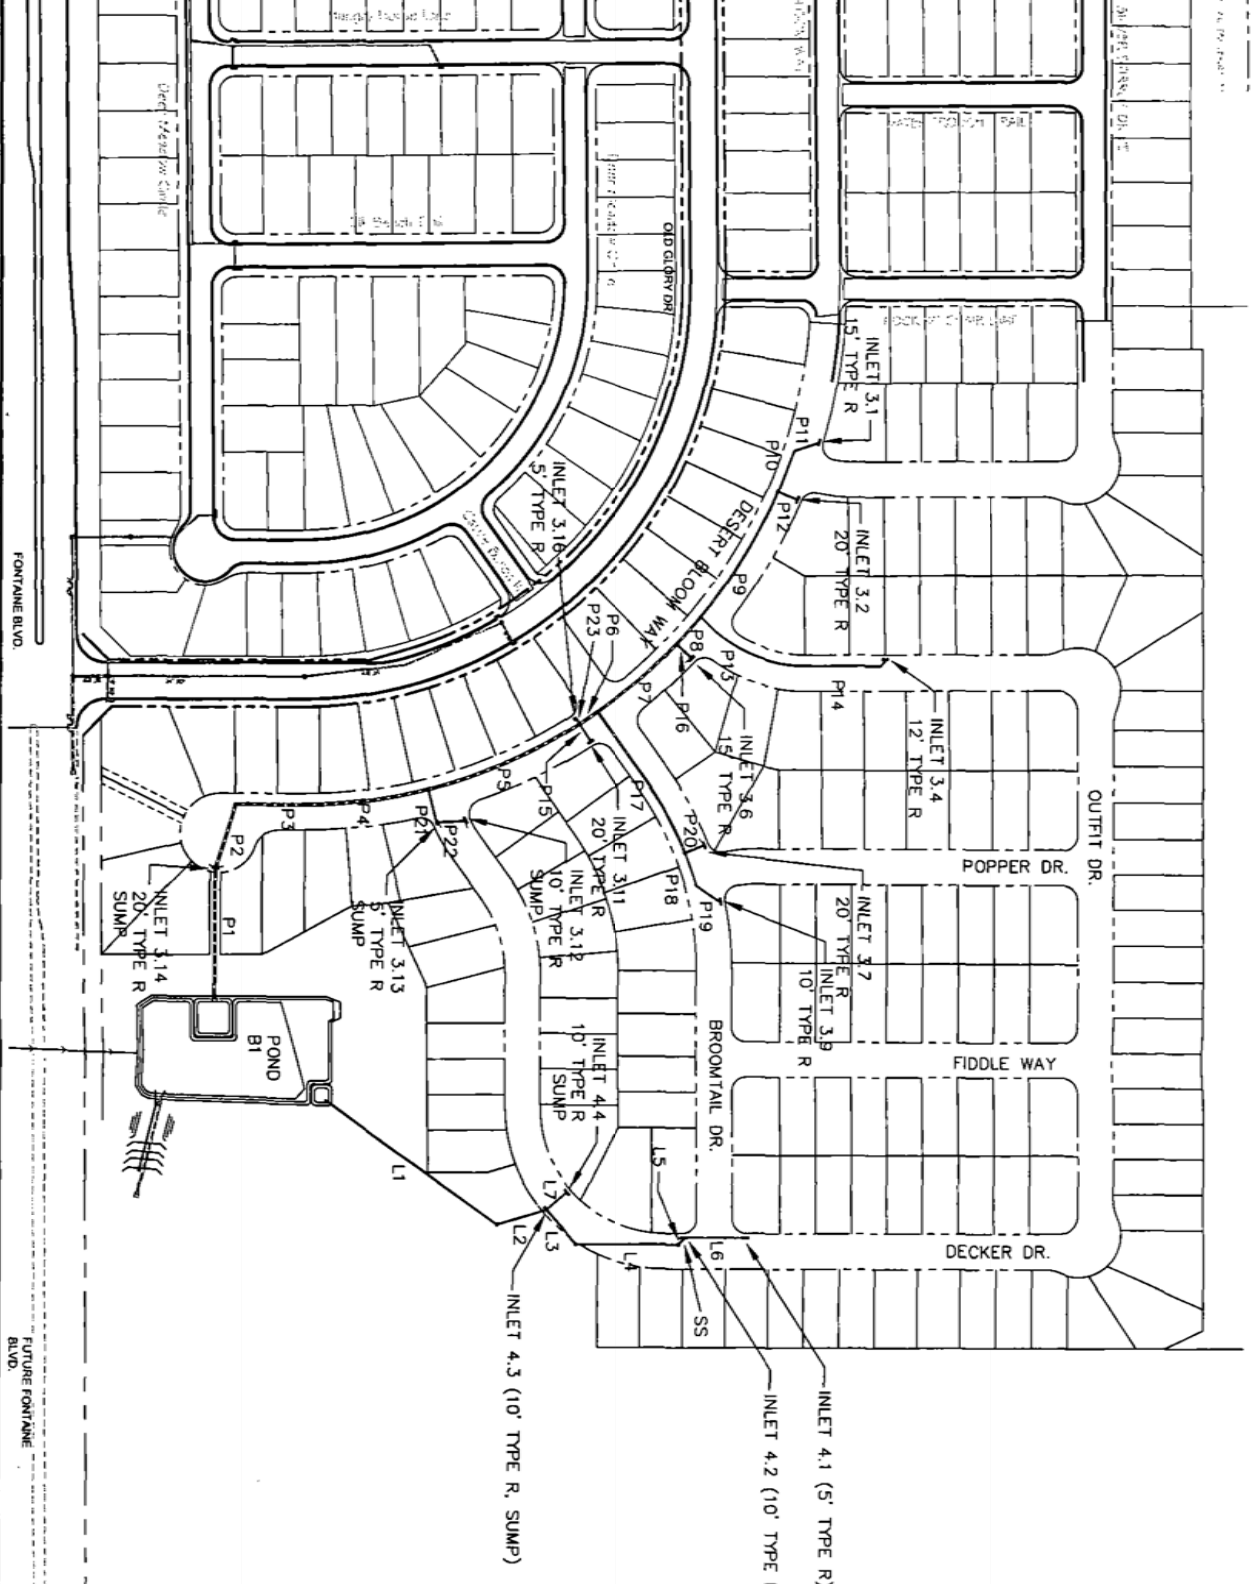 OLD GLORY DR
INLET 3.1
15' TYPE R
P11
P10
P12
INLET 3.2
20' TYPE R
DESERT BLOOM WAY
P9
INLET 3.16
5' TYPE R
P6
P23
P8
P13
P14
P7
P16
INLET 3.4
12' TYPE R
INLET 3.6
15' TYPE R
OUTFIT DR.
POPPER DR.
P5
P15
P17
P20
P4
P3
P21
P22
P2
P1
P18
P19
INLET 3.11
20' TYPE R
INLET 3.12
10' TYPE R
SUMP
INLET 3.13
5' TYPE R
SUMP
INLET 3.14
20' TYPE R
SUMP
INLET 3.7
20' TYPE R
INLET 3.9
10' TYPE R
POND
B1
BROOMTAIL DR.
FIDDLE WAY
INLET 4.4
10' TYPE R
SUMP
L1
L2
L3
L4
L5
L6
L7
SS
DECKER DR.
INLET 4.3 (10' TYPE R, SUMP)
INLET 4.2 (10' TYPE
INLET 4.1 (5' TYPE R)
FONTAINE BLVD.
FUTURE FONTAINE
BLVD.